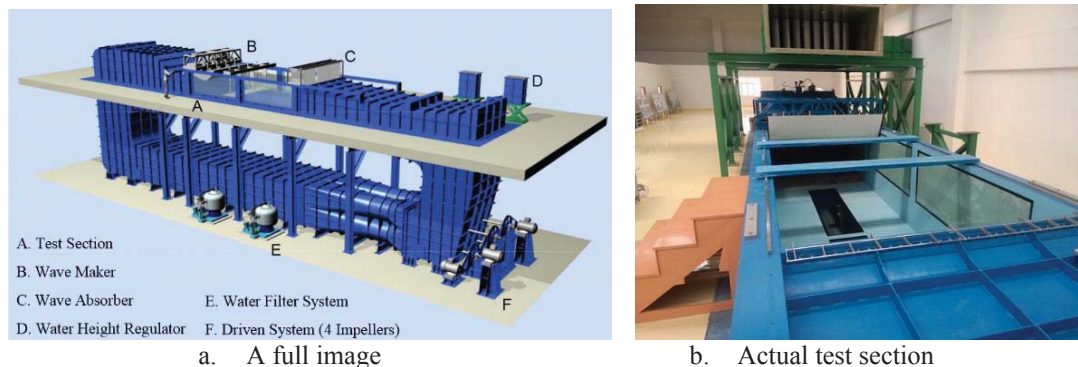 B
C
D
A
E
F
A. Test Section
B. Wave Maker
C. Wave Absorber
E. Water Filter System
D. Water Height Regulator
F. Driven System (4 Impellers)
a. A full image
b. Actual test section